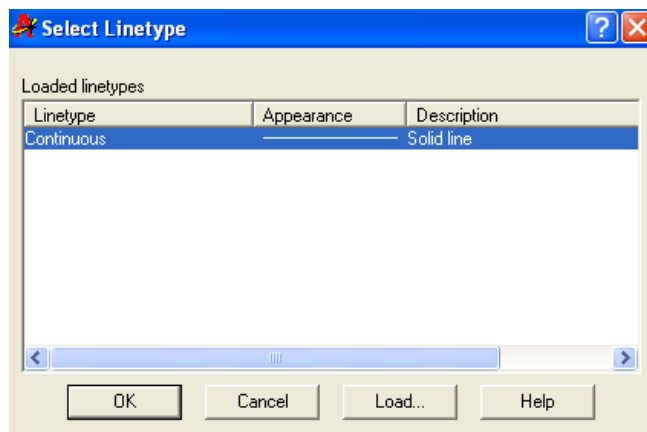 Select Linetype
Loaded linetypes
Linetype Appearance Description
Continuous Solid line
OK Cancel Load... Help